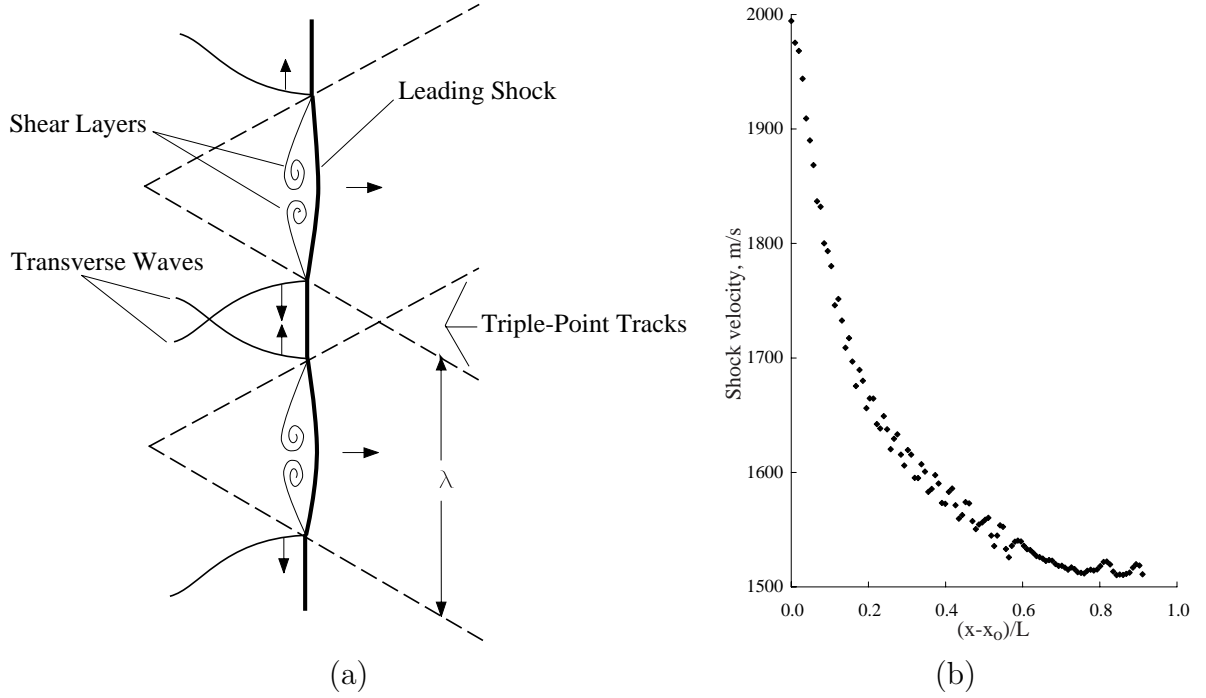 Leading Shock
Shear Layers
Transverse Waves
Triple-Point Tracks
λ
(a)
Shock velocity, m/s
2000
1900
1800
1700
1600
1500
0.0 0.2 0.4 0.6 0.8 1.0
(x-xₒ)/L
(b)